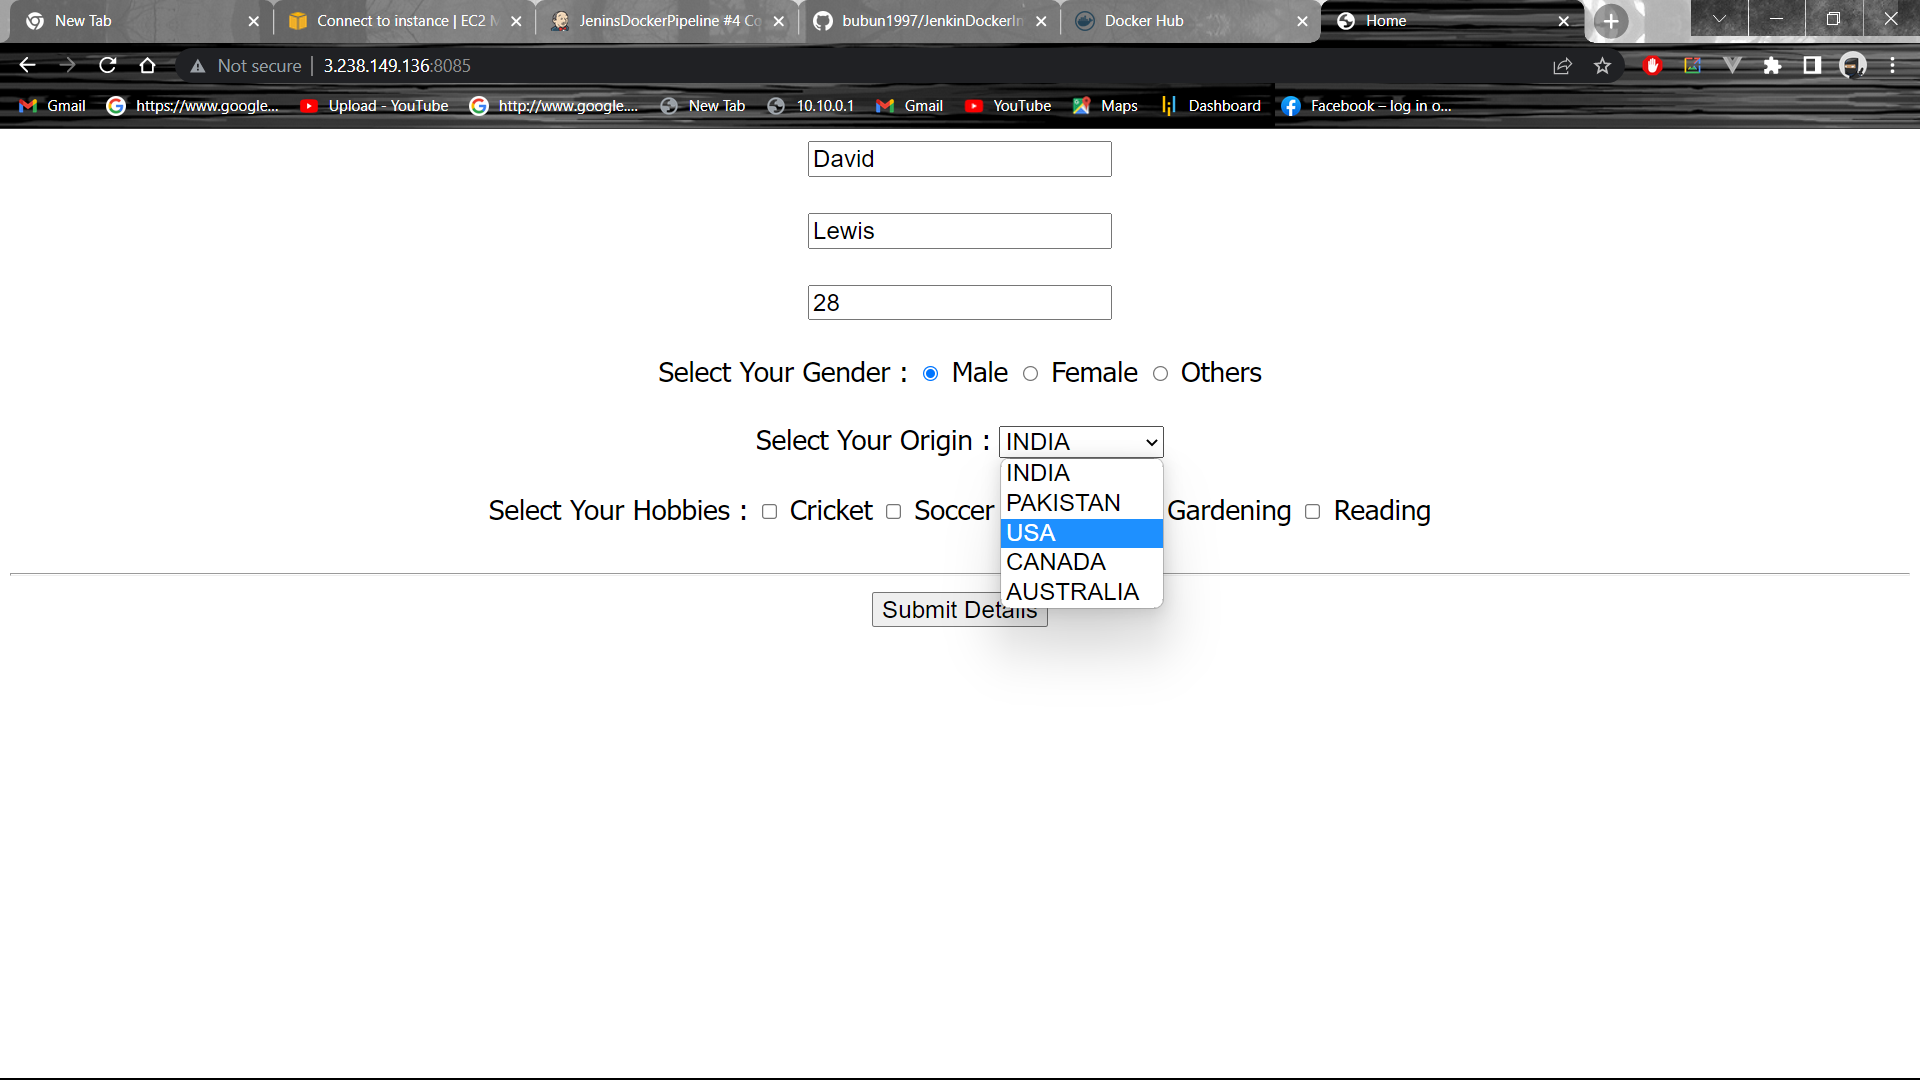 New Tab
Connect to instance | EC2 M
JeninsDockerPipeline #4 Co
bubun1997/JenkinDockerIn
Docker Hub
Home
Not secure
3.238.149.136:8085
Gmail
https://www.google...
Upload - YouTube
http://www.google....
New Tab
10.10.0.1
Gmail
YouTube
Maps
Dashboard
Facebook – log in o...
David
Lewis
28
Select Your Gender : Male Female Others
Select Your Origin : INDIA
INDIA
PAKISTAN
USA
CANADA
AUSTRALIA
Select Your Hobbies : Cricket Soccer Gardening Reading
Submit Details